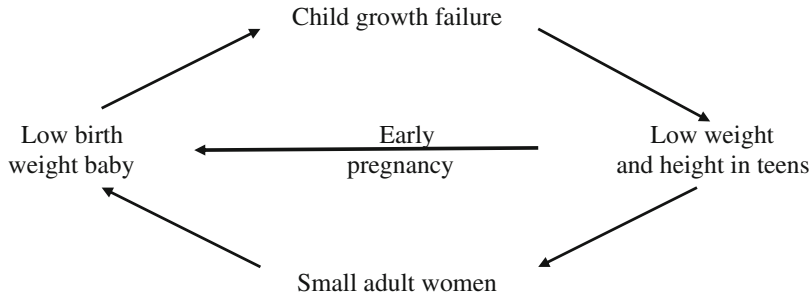 Child growth failure
Low birth
weight baby
Early
pregnancy
Low weight
and height in teens
Small adult women